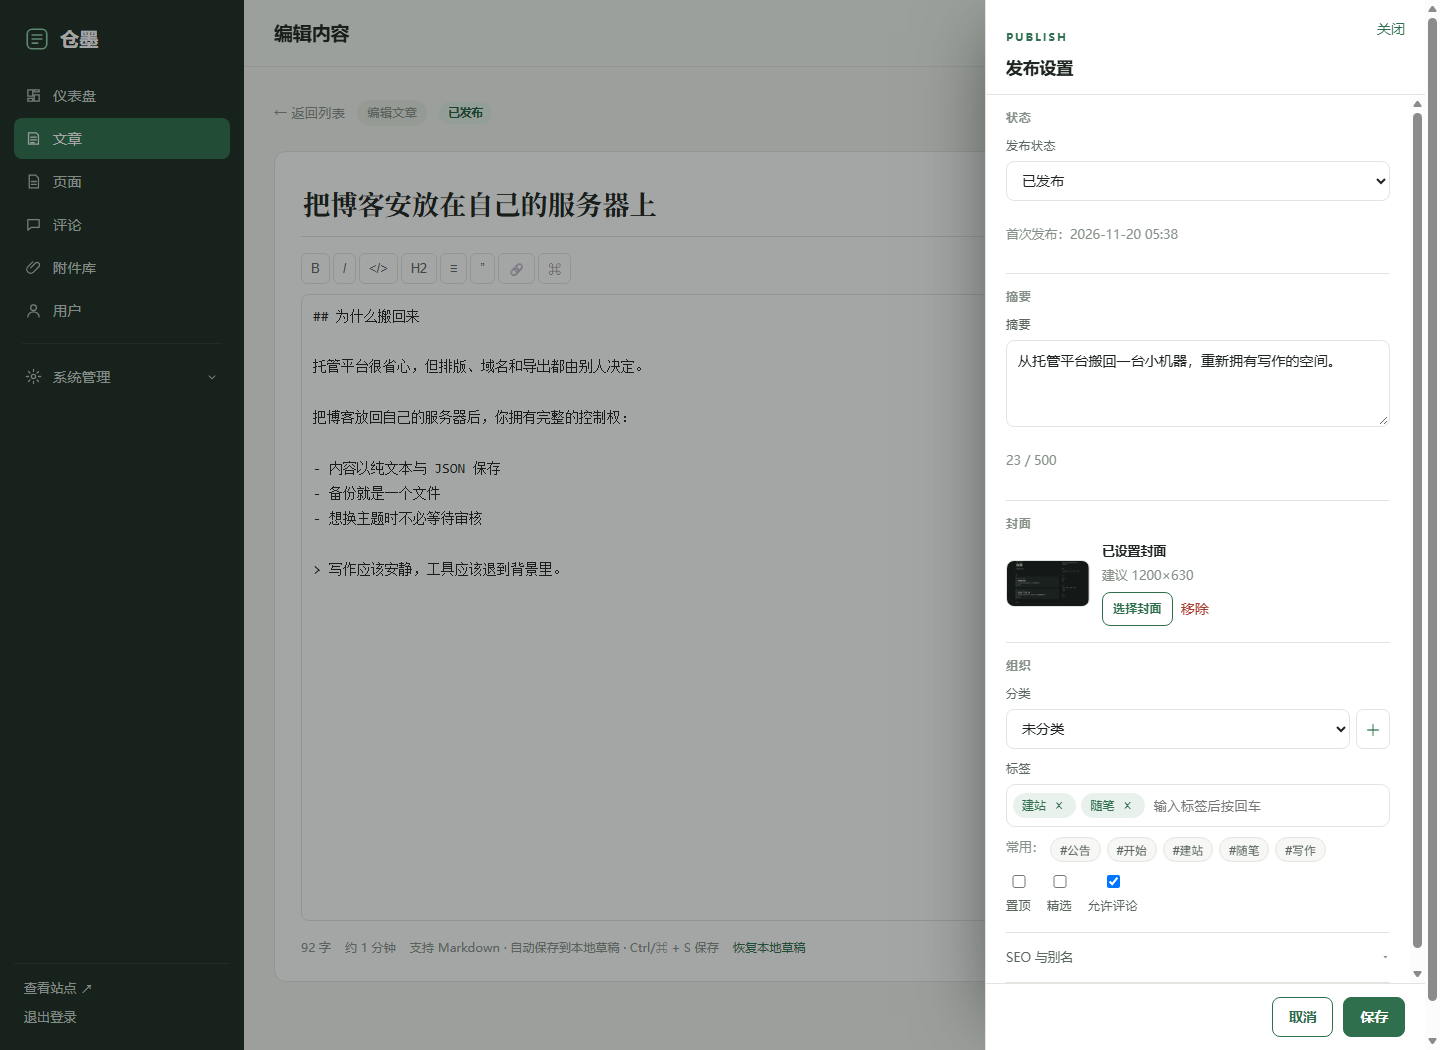 仓墨
仪表盘
文章
页面
评论
附件库
用户
系统管理
查看站点 ↗
退出登录
编辑内容
← 返回列表 编辑文章 已发布
把博客安放在自己的服务器上
B I </> H2 ≡ ” 🔗 ⌘
## 为什么搬回来
托管平台很省心，但排版、域名和导出都由别人决定。
把博客放回自己的服务器后，你拥有完整的控制权：
- 内容以纯文本与 JSON 保存
- 备份就是一个文件
- 想换主题时不必等待审核
> 写作应该安静，工具应该退到背景里。
92 字 约 1 分钟 支持 Markdown · 自动保存到本地草稿 · Ctrl/⌘ + S 保存 恢复本地草稿
PUBLISH
关闭
发布设置
状态
发布状态
已发布
首次发布：2026-11-20 05:38
摘要
摘要
从托管平台搬回一台小机器，重新拥有写作的空间。
23 / 500
封面
已设置封面
建议 1200×630
选择封面 移除
组织
分类
未分类 +
标签
建站 × 随笔 × 输入标签后按回车
常用： #公告 #开始 #建站 #随笔 #写作
置顶 精选 允许评论
SEO 与别名
取消 保存